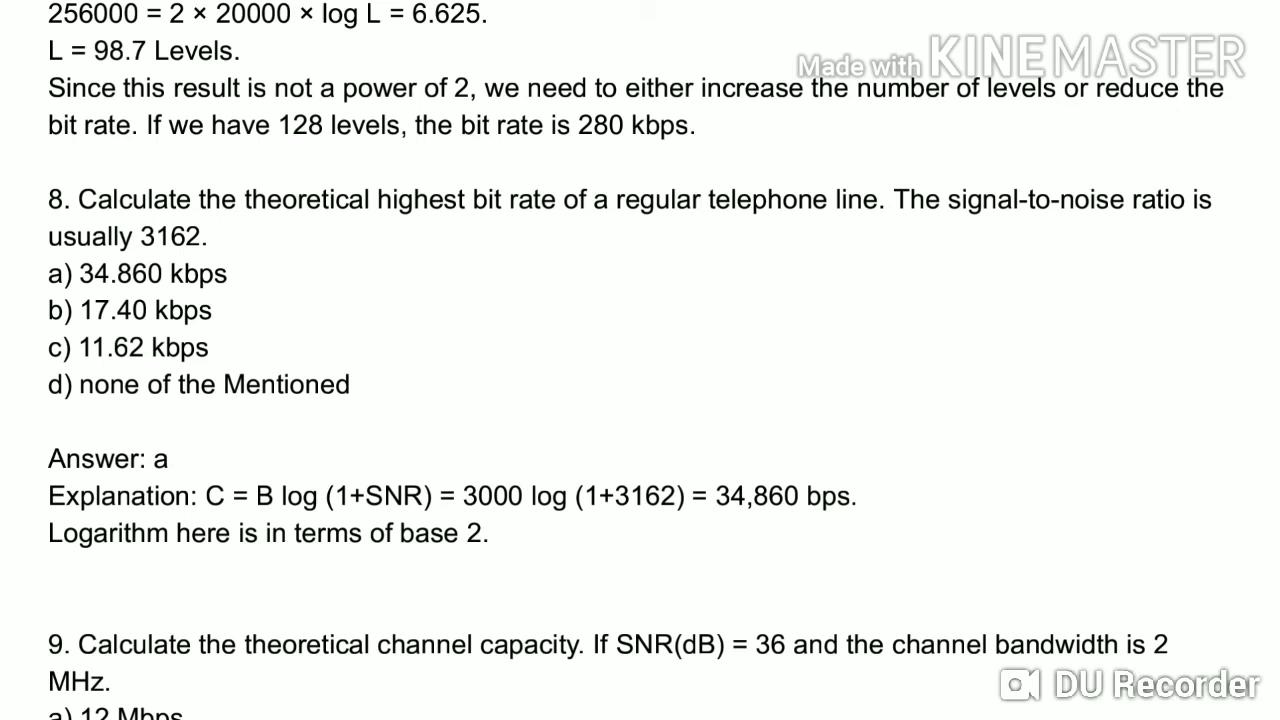 256000 = 2 × 20000 × log L = 6.625.
L = 98.7 Levels.
Made with KINEMASTER
Since this result is not a power of 2, we need to either increase the number of levels or reduce the
bit rate. If we have 128 levels, the bit rate is 280 kbps.
8. Calculate the theoretical highest bit rate of a regular telephone line. The signal-to-noise ratio is
usually 3162.
a) 34.860 kbps
b) 17.40 kbps
c) 11.62 kbps
d) none of the Mentioned
Answer: a
Explanation: C = B log (1+SNR) = 3000 log (1+3162) = 34,860 bps.
Logarithm here is in terms of base 2.
9. Calculate the theoretical channel capacity. If SNR(dB) = 36 and the channel bandwidth is 2
MHz.
DU Recorder
a) 12 Mbps